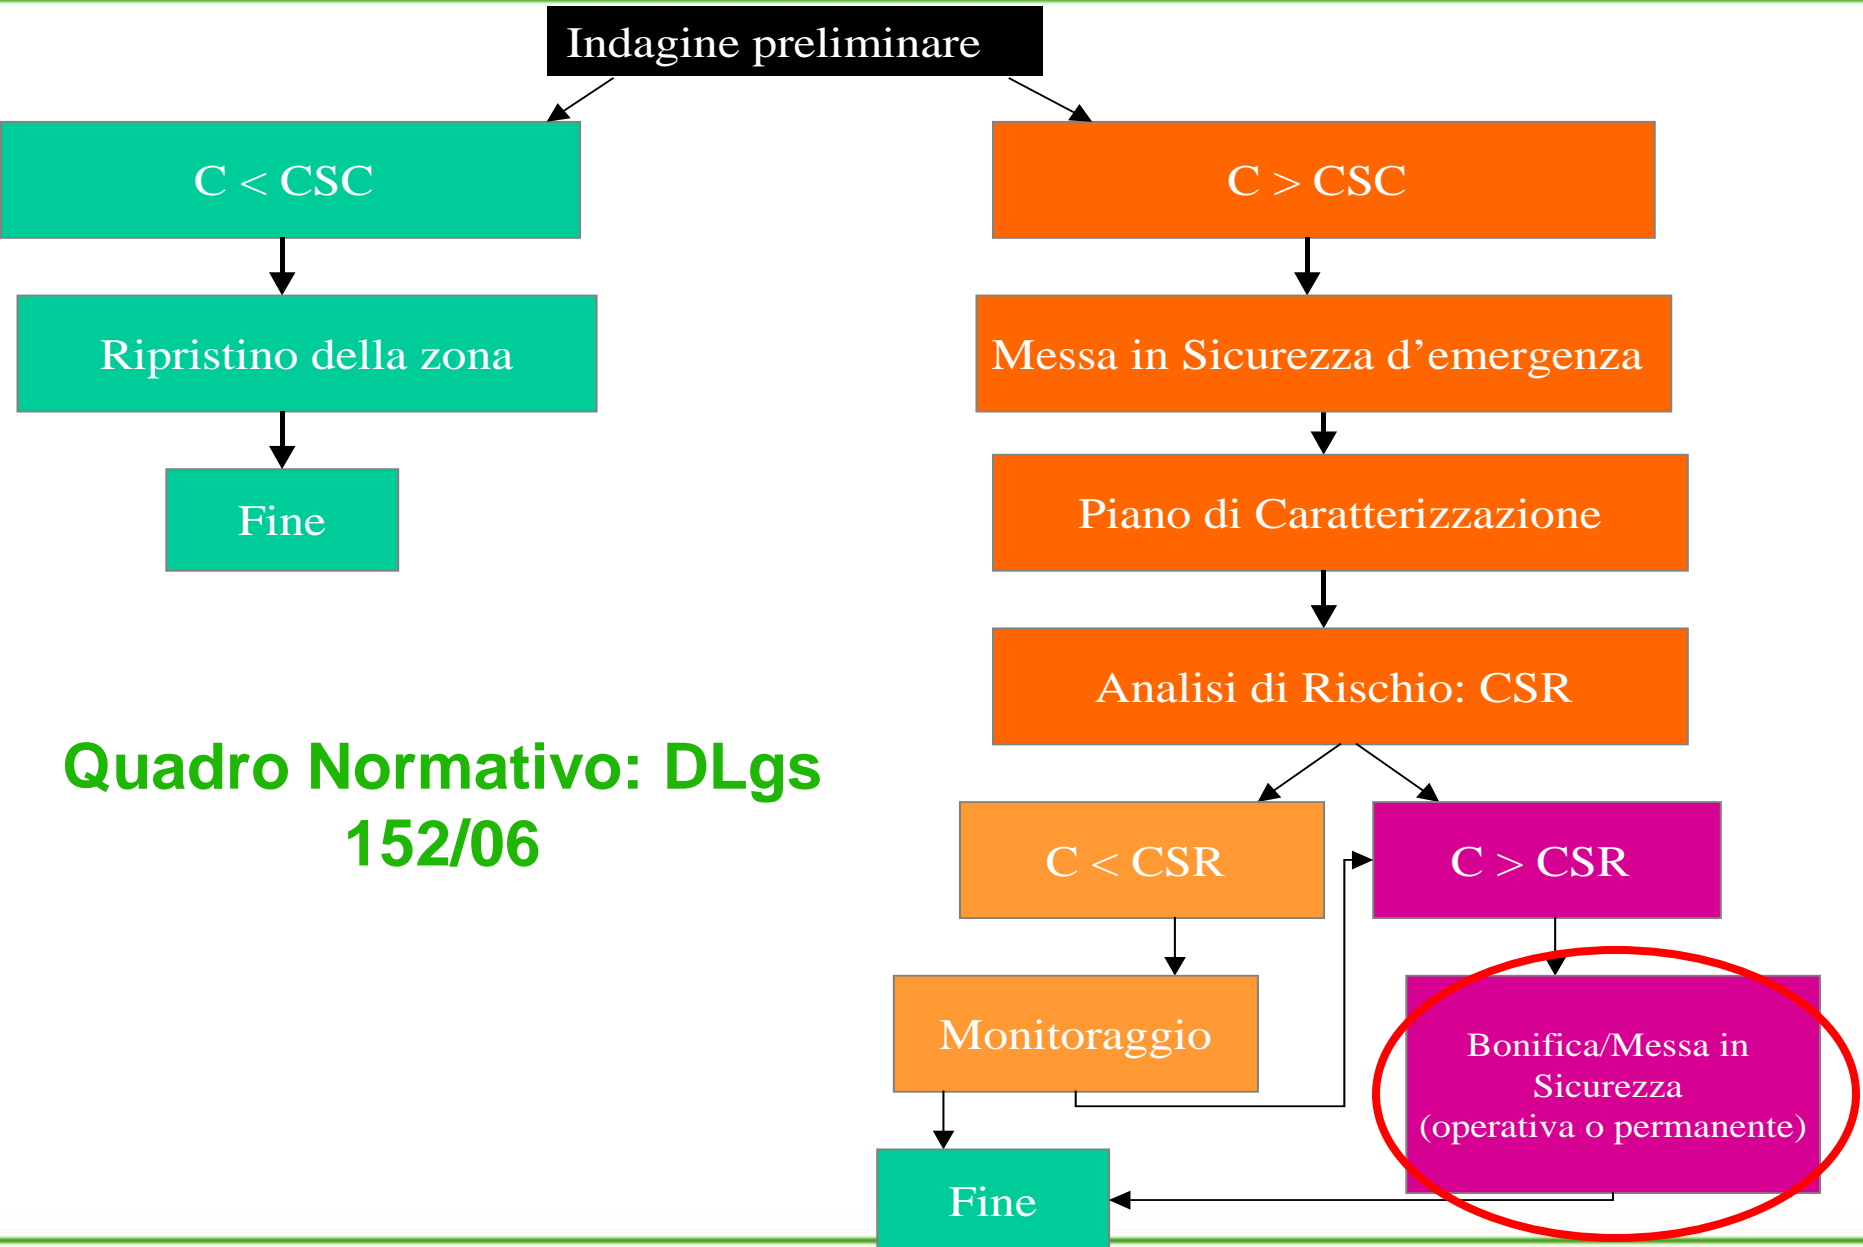 Indagine preliminare
C < CSC
C > CSC
Ripristino della zona
Messa in Sicurezza d’emergenza
Fine
Piano di Caratterizzazione
Analisi di Rischio: CSR
Quadro Normativo: DLgs
152/06
C < CSR
C > CSR
Monitoraggio
Bonifica/Messa in
Sicurezza
(operativa o permanente)
Fine